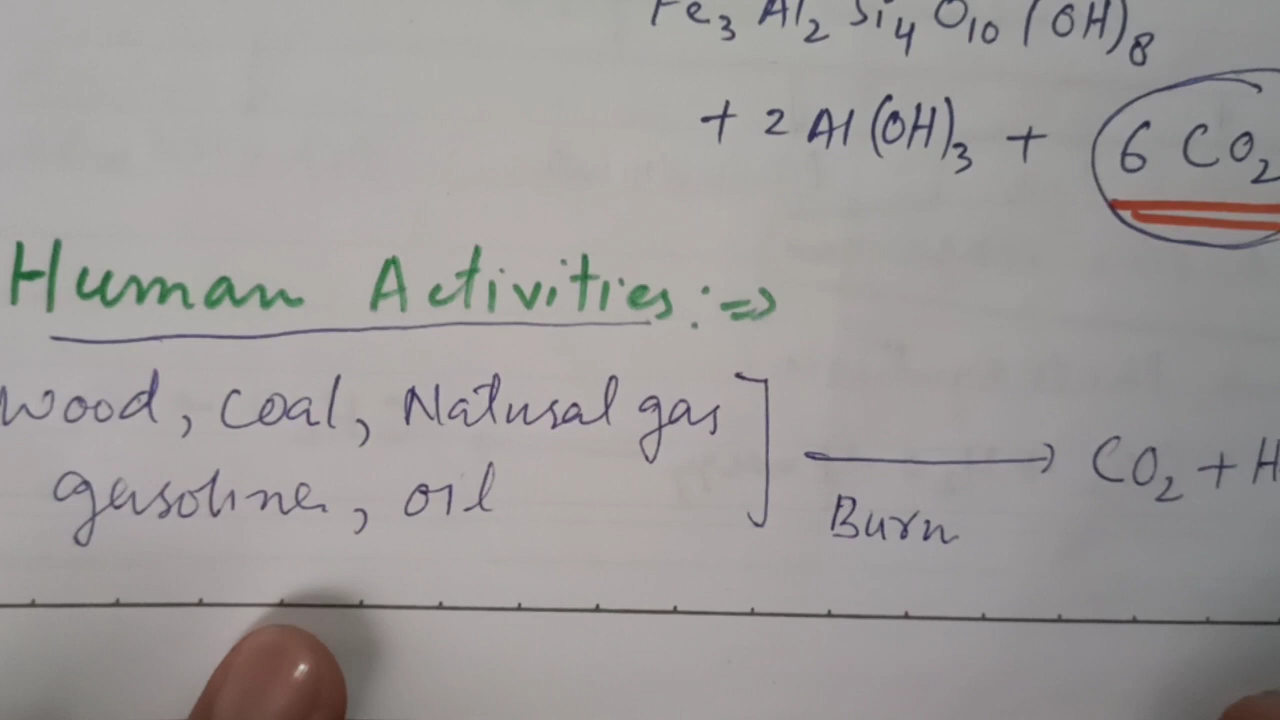 Fe₃ Al₂ Si₄ O₁₀ (OH)₈
+ 2 Al (OH)₃ + 6 CO₂
Human Activities :⇒
Wood, Coal, Natural gas
gasoline, oil
Burn → CO₂ + H